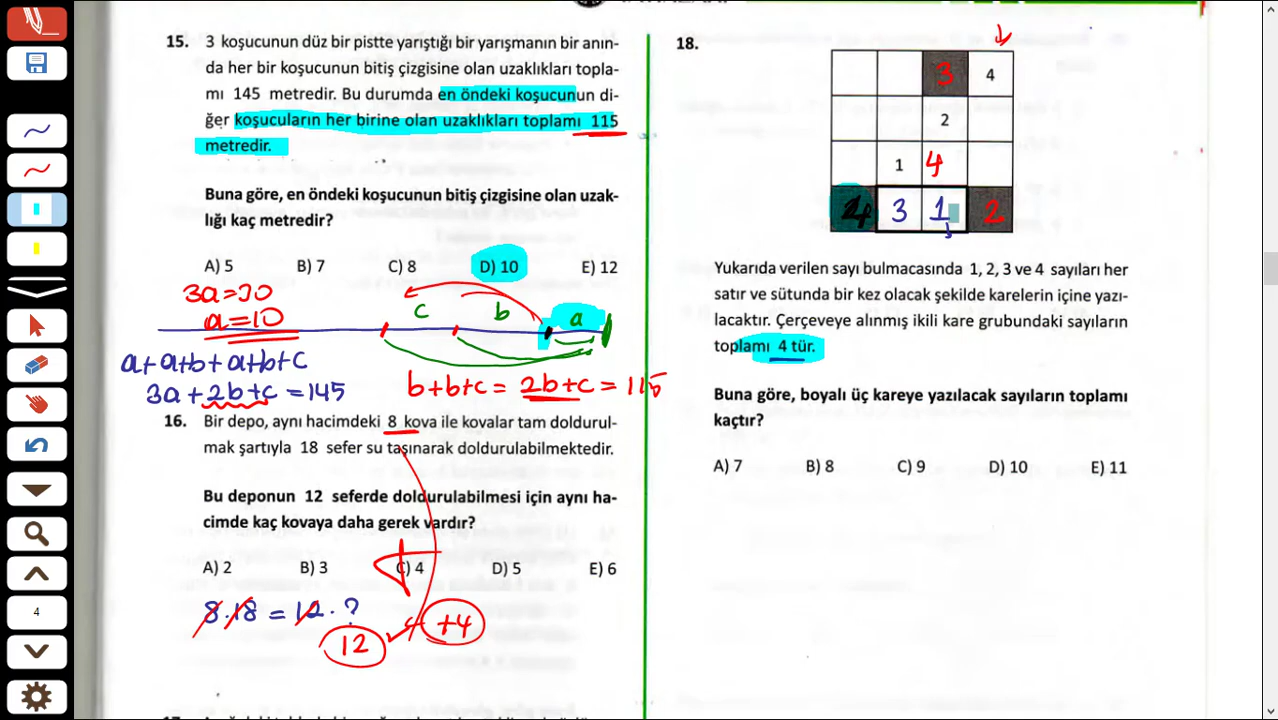 15. 3 koşucunun düz bir pistte yarıştığı bir yarışmanın bir anın-
da her bir koşucunun bitiş çizgisine olan uzaklıkları topla-
mı 145 metredir. Bu durumda en öndeki koşucunun di-
ğer koşucuların her birine olan uzaklıkları toplamı 115
metredir.
Buna göre, en öndeki koşucunun bitiş çizgisine olan uzak-
lığı kaç metredir?
A) 5 B) 7 C) 8 D) 10 E) 12
3a=30
a=10
c b a
a+a+b+a+b+c
3a+2b+c=145
b+b+c=2b+c=115
16. Bir depo, aynı hacimdeki 8 kova ile kovalar tam doldurul-
mak şartıyla 18 sefer su taşınarak doldurulabilmektedir.
Bu deponun 12 seferde doldurulabilmesi için aynı ha-
cimde kaç kovaya daha gerek vardır?
A) 2 B) 3 C) 4 D) 5 E) 6
8.18=12.?
12 +4
18.
3 4
2
1 4
4 3 1 2
Yukarıda verilen sayı bulmacasında 1, 2, 3 ve 4 sayıları her
satır ve sütunda bir kez olacak şekilde karelerin içine yazı-
lacaktır. Çerçeveye alınmış ikili kare grubundaki sayıların
toplamı 4 tür.
Buna göre, boyalı üç kareye yazılacak sayıların toplamı
kaçtır?
A) 7 B) 8 C) 9 D) 10 E) 11
4